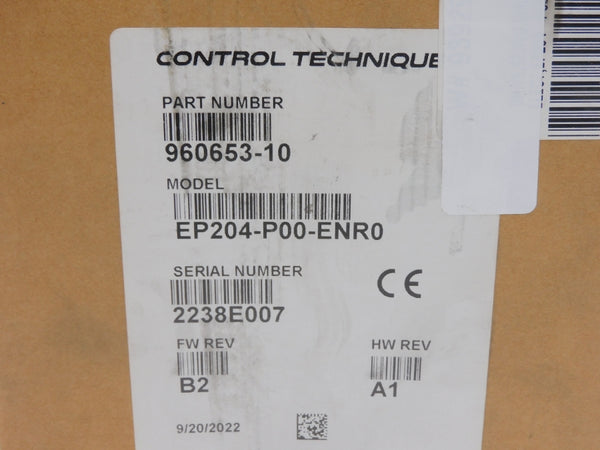 CONTROL TECHNIQUE
PART NUMBER
960653-10
MODEL
EP204-P00-ENR0
SERIAL NUMBER
CE
2238E007
FW REV HW REV
B2 A1
9/20/2022